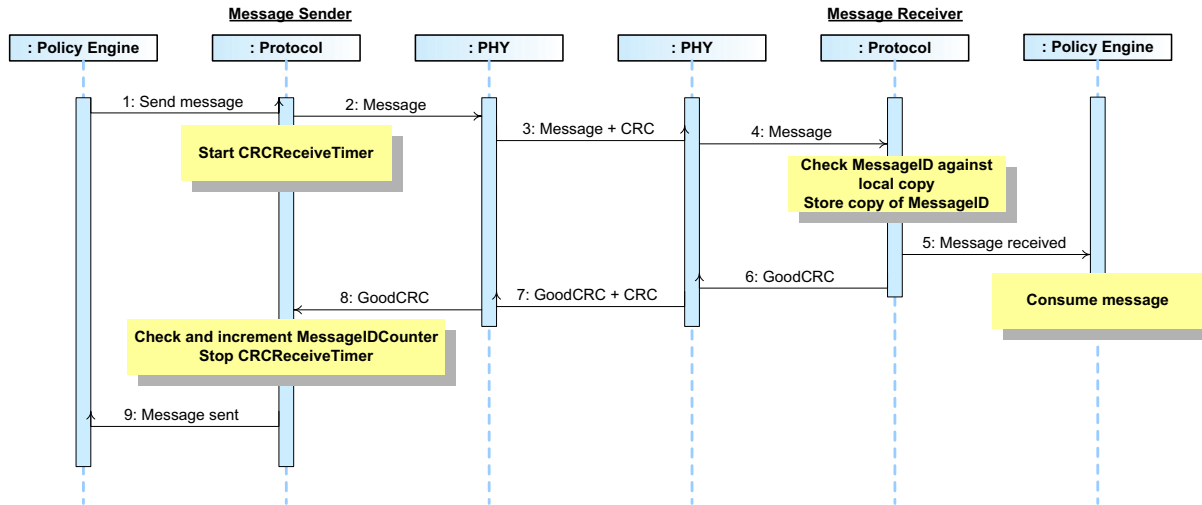 Message Sender
Message Receiver
: Policy Engine
: Protocol
: PHY
: PHY
: Protocol
: Policy Engine
1: Send message
2: Message
3: Message + CRC
4: Message
Start CRCReceiveTimer
Check MessageID against
local copy
Store copy of MessageID
5: Message received
6: GoodCRC
7: GoodCRC + CRC
8: GoodCRC
Consume message
Check and increment MessageIDCounter
Stop CRCReceiveTimer
9: Message sent